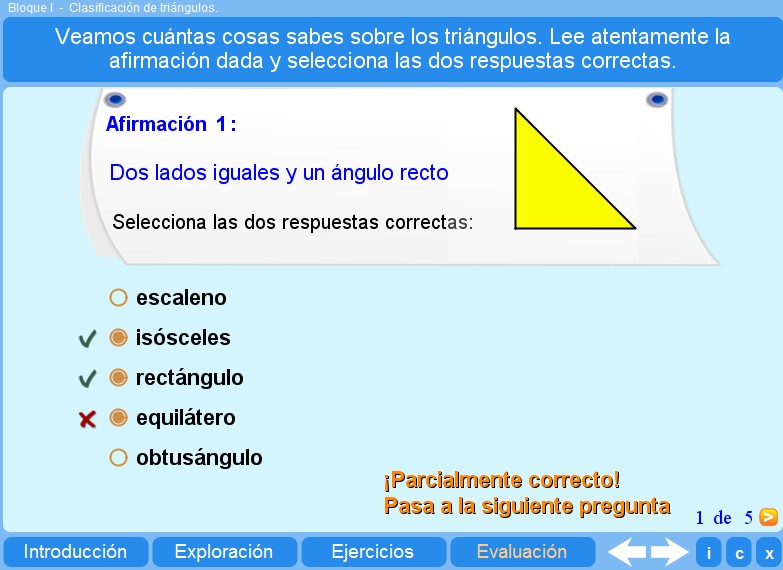 Bloque I - Clasificación de triángulos.
Veamos cuántas cosas sabes sobre los triángulos. Lee atentamente la
afirmación dada y selecciona las dos respuestas correctas.
Afirmación 1:
Dos lados iguales y un ángulo recto
Selecciona las dos respuestas correctas:
escaleno
isósceles
rectángulo
equilátero
obtusángulo
¡Parcialmente correcto!
Pasa a la siguiente pregunta
1 de 5 >
Introducción Exploración Ejercicios Evaluación i c x